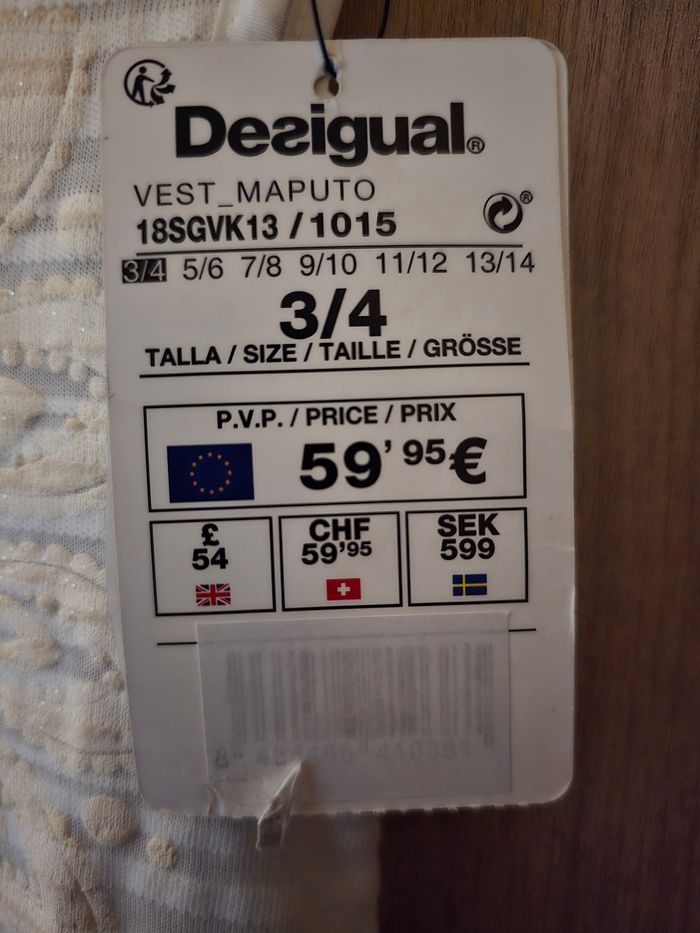 Desigual®
VEST_MAPUTO
18SGVK13 / 1015
3/4 5/6 7/8 9/10 11/12 13/14
3/4
TALLA / SIZE / TAILLE / GRÖSSE
P.V.P. / PRICE / PRIX
59'95€
£ CHF SEK
54 59'95 599